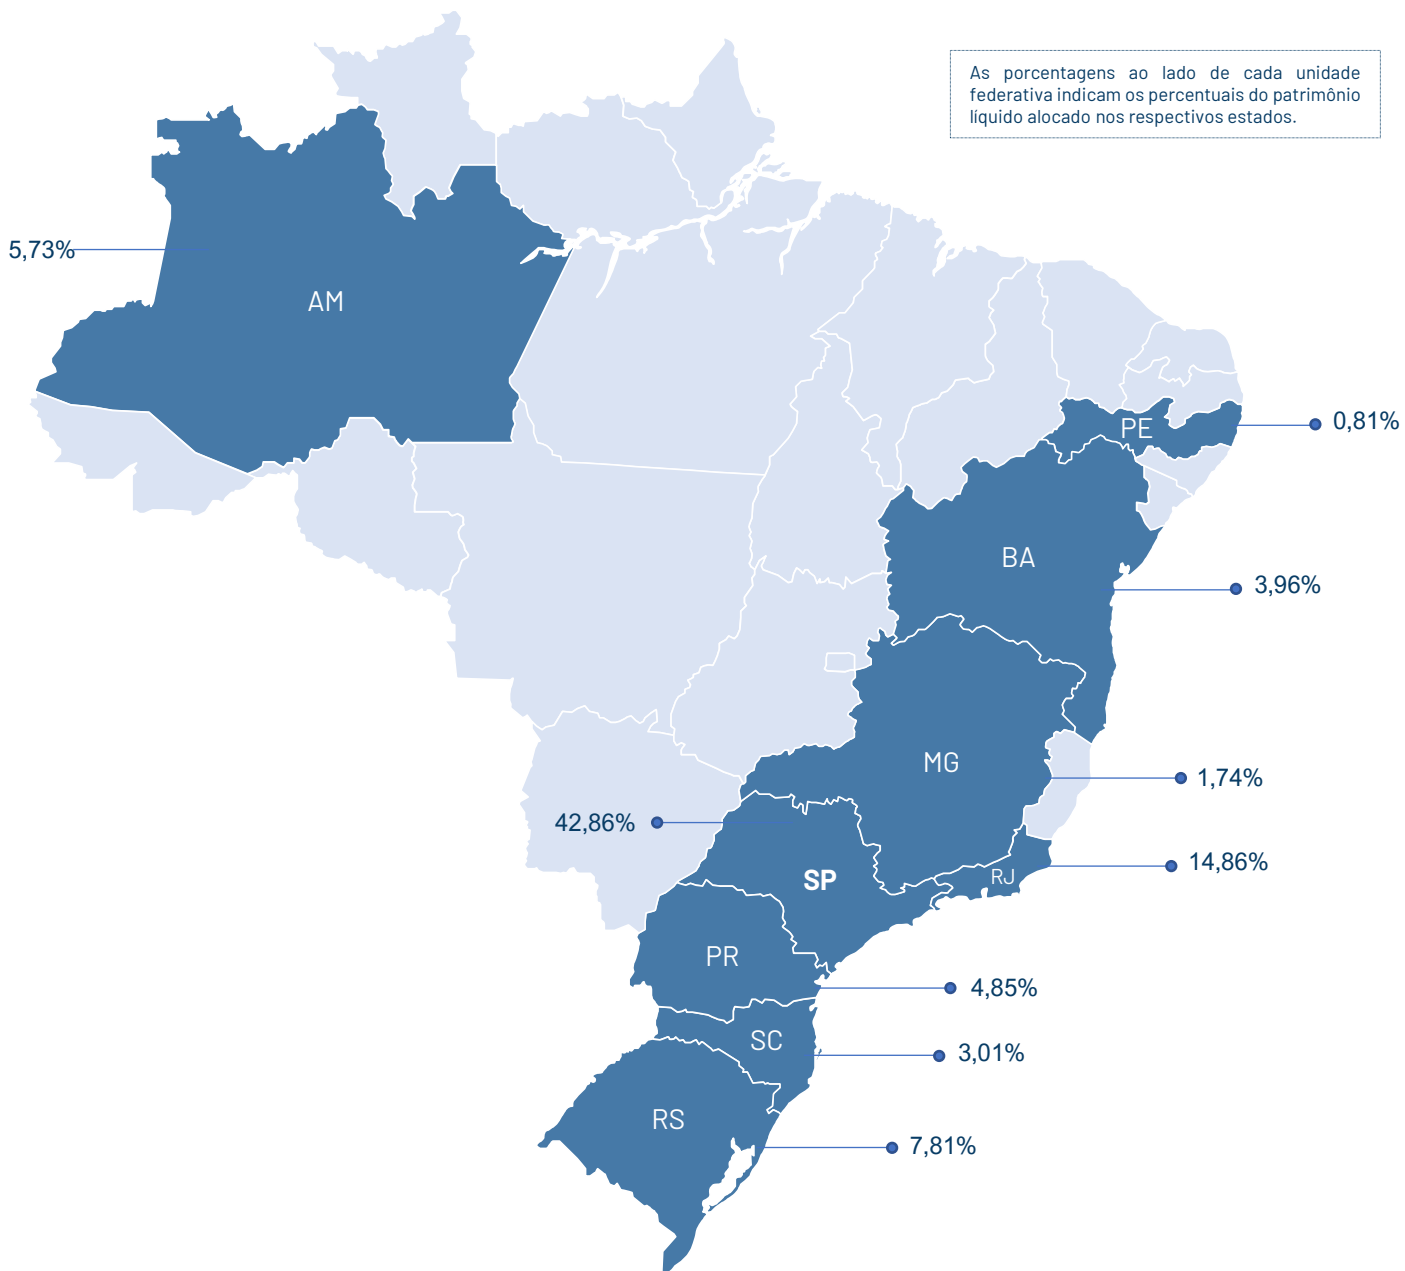 As porcentagens ao lado de cada unidade
federativa indicam os percentuais do patrimônio
líquido alocado nos respectivos estados.
5,73%
AM
PE
0,81%
BA
3,96%
MG
1,74%
42,86%
SP
RJ
14,86%
PR
4,85%
SC
3,01%
RS
7,81%